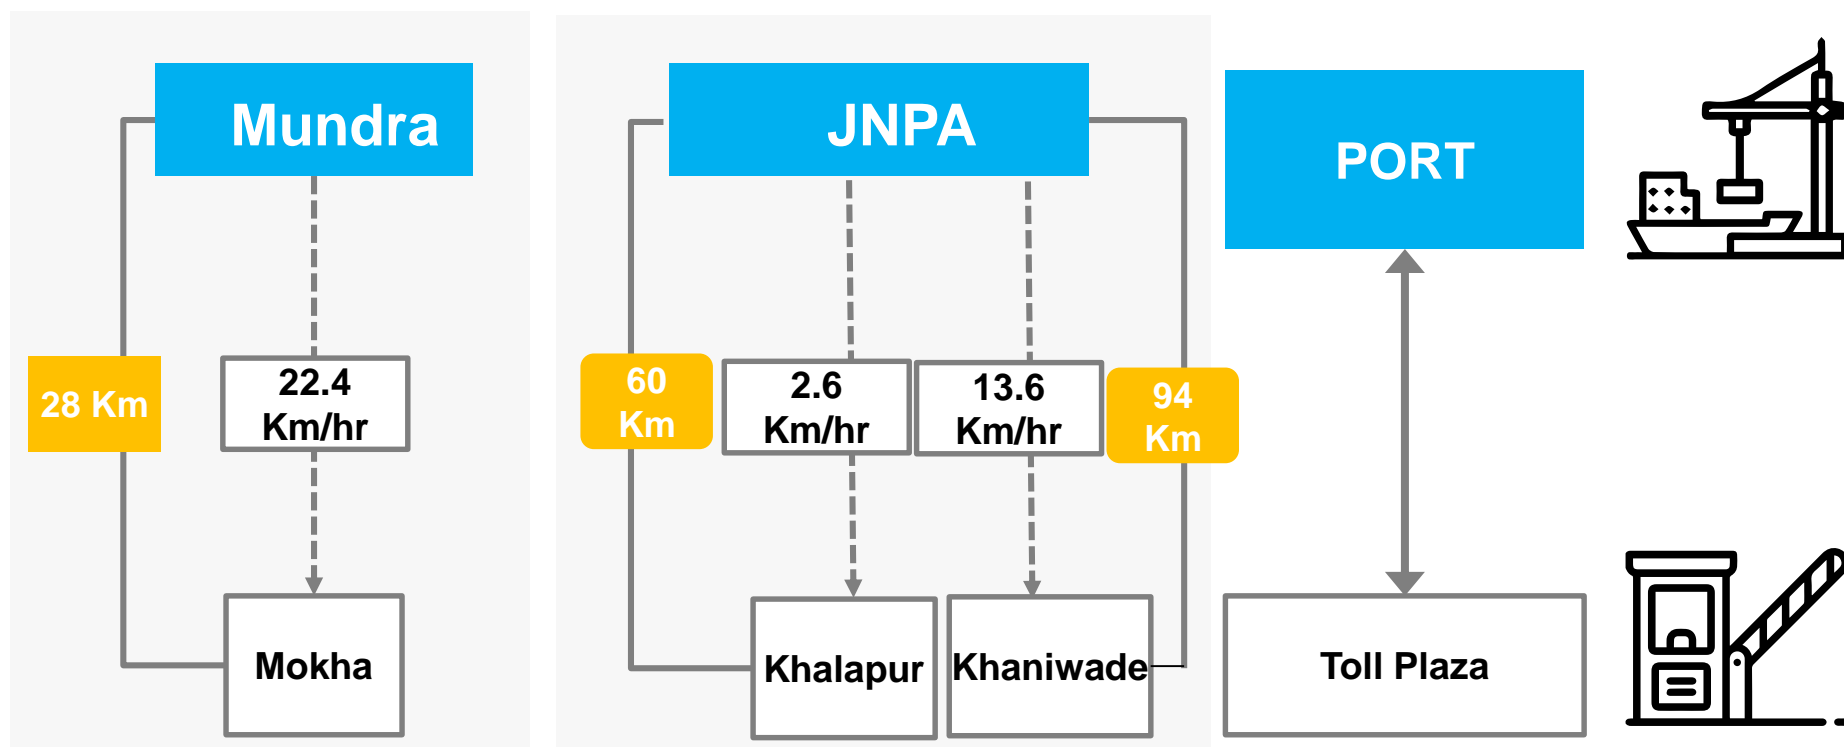 Mundra
JNPA
PORT
28 Km
22.4
Km/hr
60
Km
2.6
Km/hr
13.6
Km/hr
94
Km
Mokha
Khalapur
Khaniwade
Toll Plaza